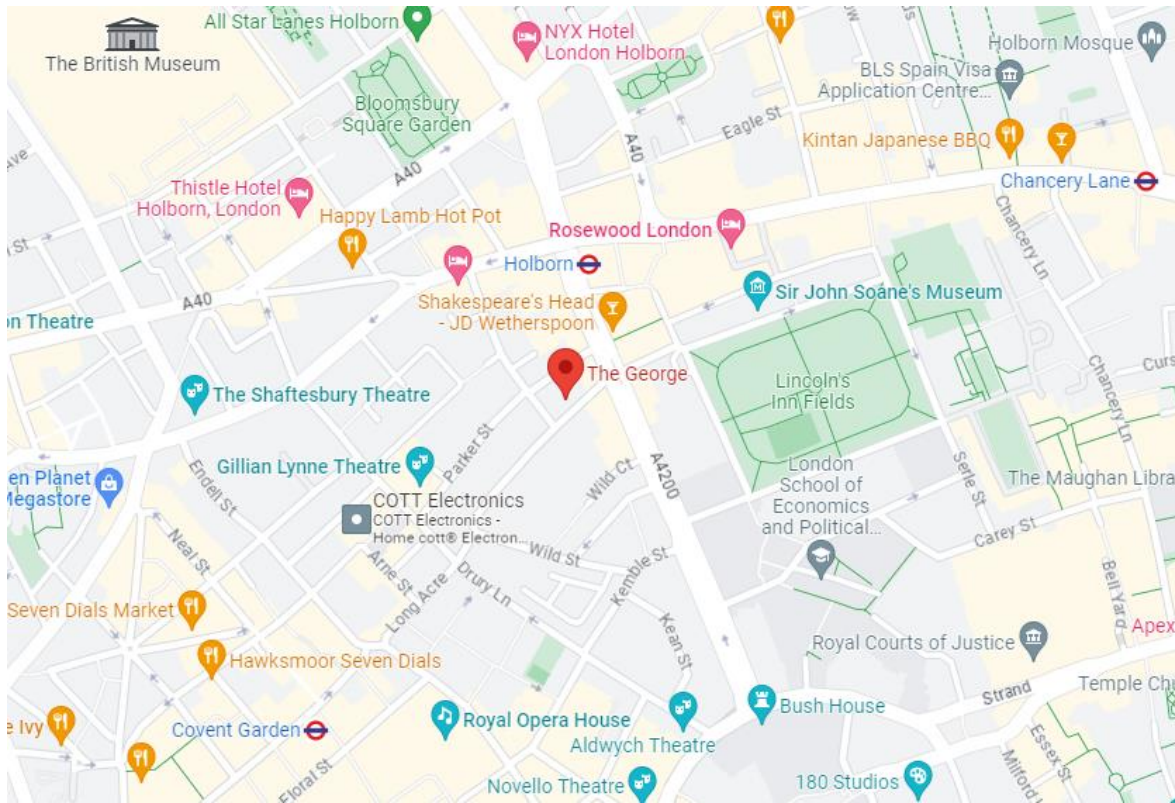 All Star Lanes Holborn
NYX Hotel
London Holborn
The British Museum
Holborn Mosque
BLS Spain Visa
Application Centre...
Bloomsbury
Square Garden
A40
Eagle St
Kintan Japanese BBQ
Ave
A40
Chancery Lane
Thistle Hotel
Holborn, London
Happy Lamb Hot Pot
Chancery Ln
Rosewood London
n St
Holborn
A40
Shakespeare's Head
- JD Wetherspoon
Sir John Soane's Museum
on Theatre
The George
Lincoln's
Inn Fields
Chancery Ln
Curs
The Shaftesbury Theatre
Parker St
Gillian Lynne Theatre
A4200
Wild Ct
London
School of
Economics
and Political...
Serle St
The Maughan Libra
en Planet
Megastore
Endell St
COTT Electronics
COTT Electronics -
Home cott® Electron...
Carey St
Neal St
Arne St
Wild St
Kemble St
Long Acre
Drury Ln
Bell Yard
Seven Dials Market
Kean St
Royal Courts of Justice
Apex
Hawksmoor Seven Dials
Strand
Temple Chu
e Ivy
Covent Garden
Royal Opera House
Bush House
Aldwych Theatre
Essex St
Milford
Floral St
Novello Theatre
180 Studios